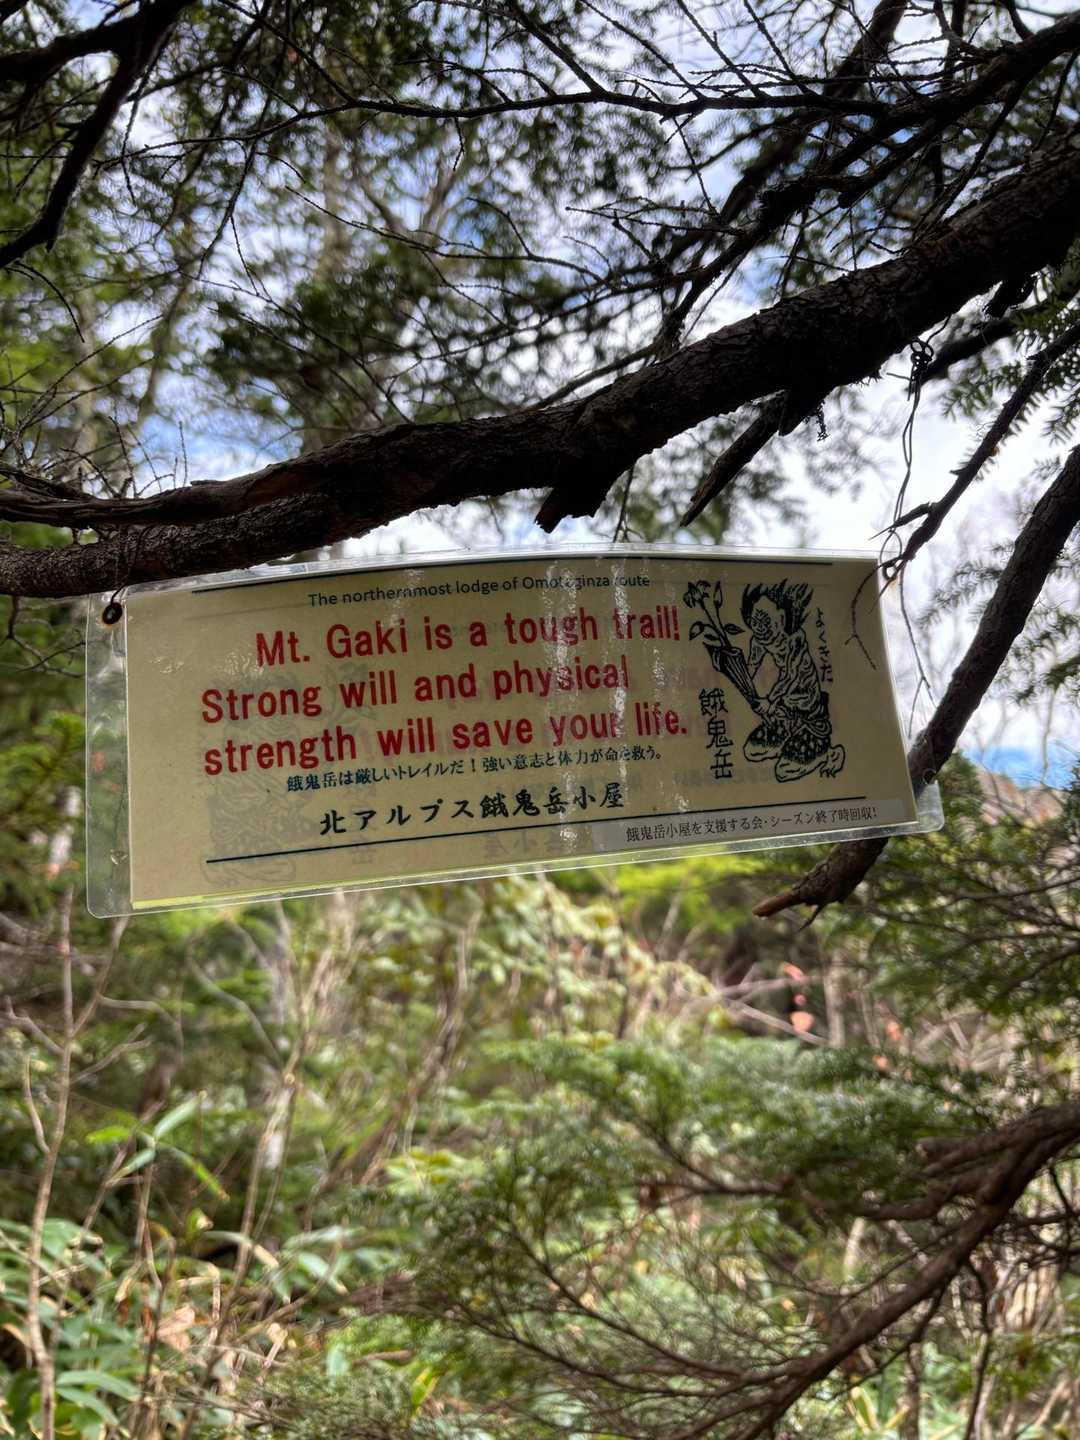 The northernmost lodge of Omoteginza route
Mt. Gaki is a tough trail!
Strong will and physical
strength will save your life.
餓鬼岳は厳しいトレイルだ！強い意志と体力が命を救う。
北アルプス餓鬼岳小屋
餓鬼岳小屋を支援する会・シーズン終了時回収!
餓鬼岳
よくきた